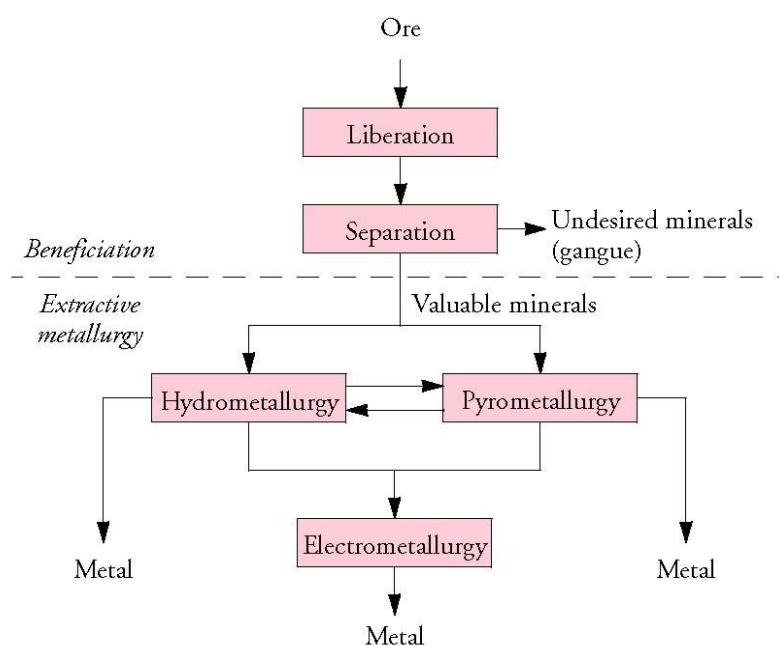 Ore
Liberation
Separation
Undesired minerals
(gangue)
Beneficiation
Extractive
metallurgy
Valuable minerals
Hydrometallurgy
Pyrometallurgy
Electrometallurgy
Metal
Metal
Metal